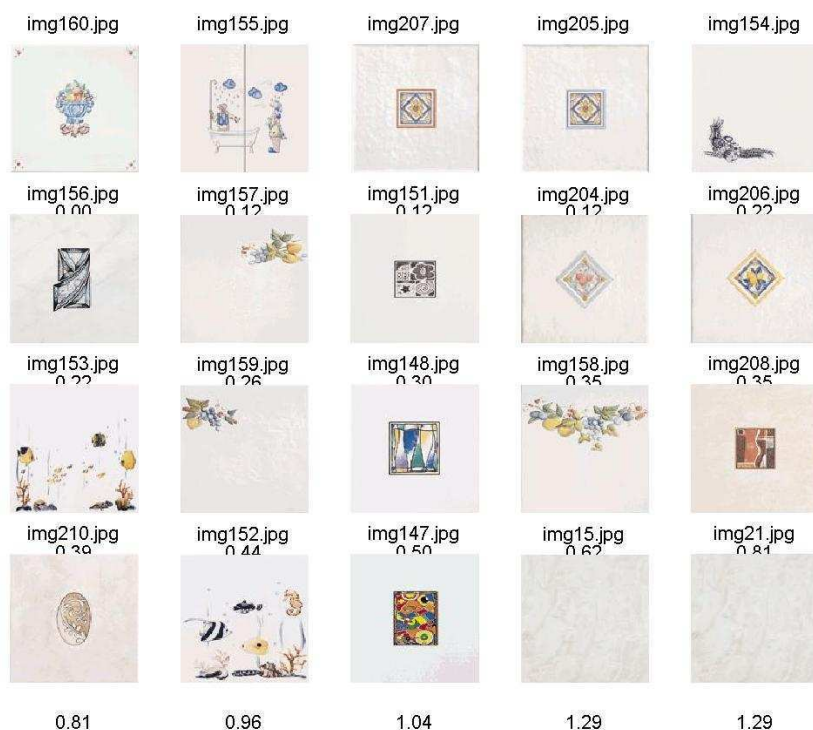 img160.jpg img155.jpg img207.jpg img205.jpg img154.jpg
img156.jpg img157.jpg img151.jpg img204.jpg img206.jpg
0.00 0.12 0.12 0.12 0.22
img153.jpg img159.jpg img148.jpg img158.jpg img208.jpg
0.22 0.26 0.30 0.35 0.35
img210.jpg img152.jpg img147.jpg img15.jpg img21.jpg
0.39 0.44 0.50 0.62 0.81
0.81 0.96 1.04 1.29 1.29